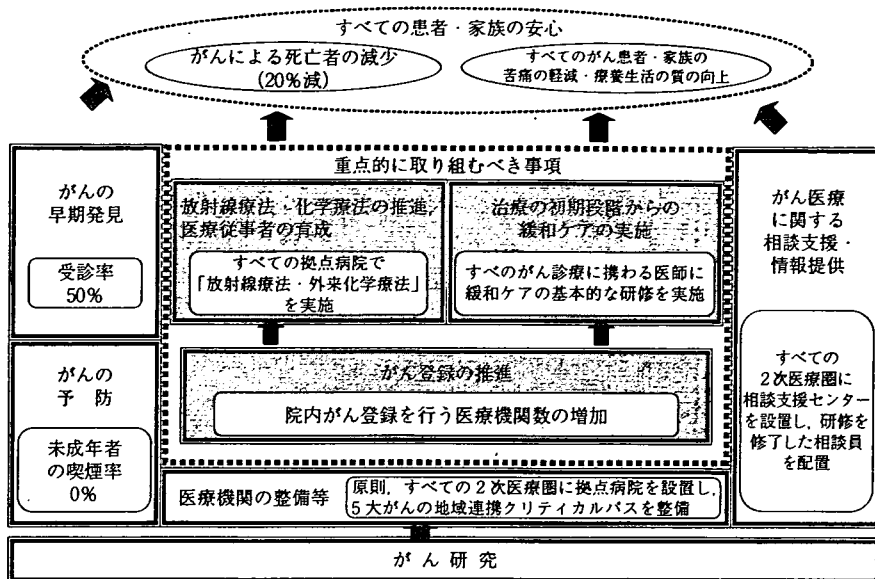 すべての患者・家族の安心
がんによる死亡者の減少
(20%減)
すべてのがん患者・家族の
苦痛の軽減・療養生活の質の向上
がんの
早期発見
受診率
50%
がんの
予 防
未成年者
の喫煙率
0%
重点的に取り組むべき事項
放射線療法・化学療法の推進,
医療従事者の育成
すべての拠点病院で
「放射線療法・外来化学療法」
を実施
治療の初期段階からの
緩和ケアの実施
すべのがん診療に携わる医師に
緩和ケアの基本的な研修を実施
がん登録の推進
院内がん登録を行う医療機関数の増加
医療機関の整備等
原則,すべての2次医療圏に拠点病院を設置し,
5大がんの地域連携クリティカルパスを整備
がん医療
に関する
相談支援・
情報提供
すべての
2次医療圏に
相談支援センター
を設置し,研修を
修了した相談員
を配置
がん研究